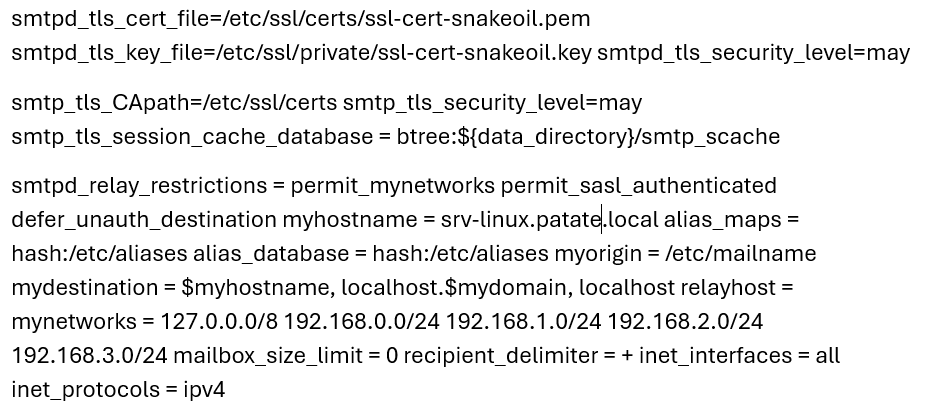 smtpd_tls_cert_file=/etc/ssl/certs/ssl-cert-snakeoil.pem
smtpd_tls_key_file=/etc/ssl/private/ssl-cert-snakeoil.key smtpd_tls_security_level=may
smtp_tls_CApath=/etc/ssl/certs smtp_tls_security_level=may
smtp_tls_session_cache_database = btree:${data_directory}/smtp_scache
smtpd_relay_restrictions = permit_mynetworks permit_sasl_authenticated
defer_unauth_destination myhostname = srv-linux.patate.local alias_maps =
hash:/etc/aliases alias_database = hash:/etc/aliases myorigin = /etc/mailname
mydestination = $myhostname, localhost.$mydomain, localhost relayhost =
mynetworks = 127.0.0.0/8 192.168.0.0/24 192.168.1.0/24 192.168.2.0/24
192.168.3.0/24 mailbox_size_limit = 0 recipient_delimiter = + inet_interfaces = all
inet_protocols = ipv4